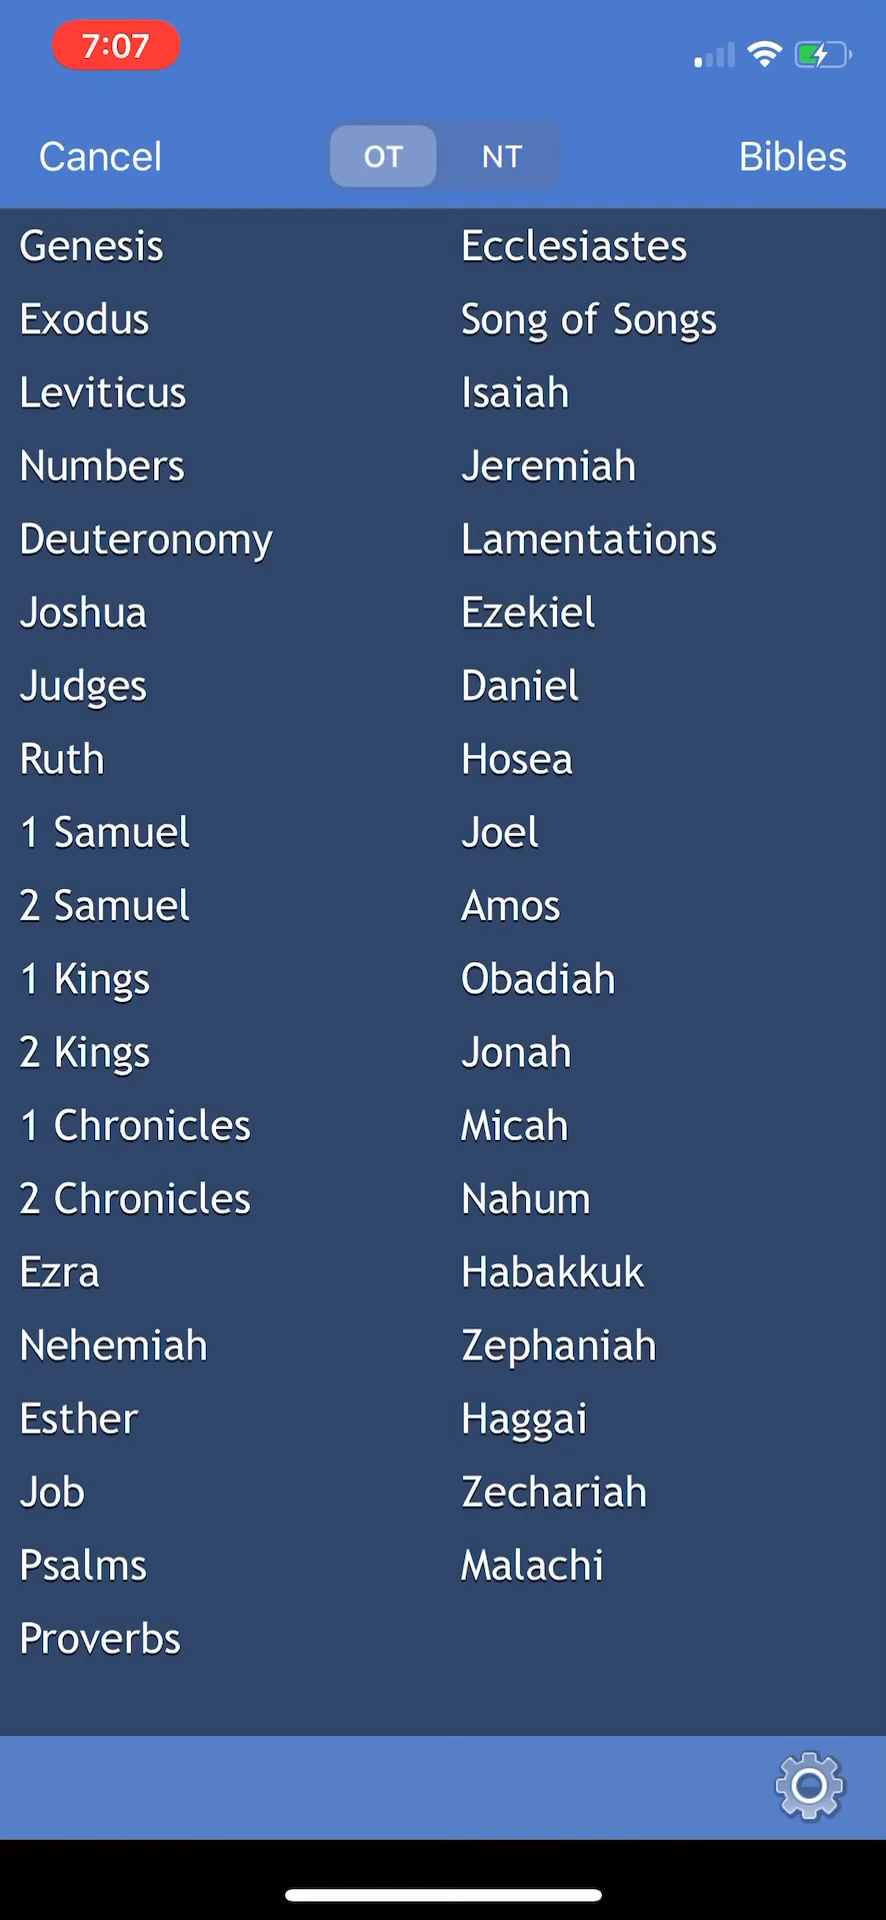 7:07
Cancel
OT
NT
Bibles
Genesis
Exodus
Leviticus
Numbers
Deuteronomy
Joshua
Judges
Ruth
1 Samuel
2 Samuel
1 Kings
2 Kings
1 Chronicles
2 Chronicles
Ezra
Nehemiah
Esther
Job
Psalms
Proverbs
Ecclesiastes
Song of Songs
Isaiah
Jeremiah
Lamentations
Ezekiel
Daniel
Hosea
Joel
Amos
Obadiah
Jonah
Micah
Nahum
Habakkuk
Zephaniah
Haggai
Zechariah
Malachi